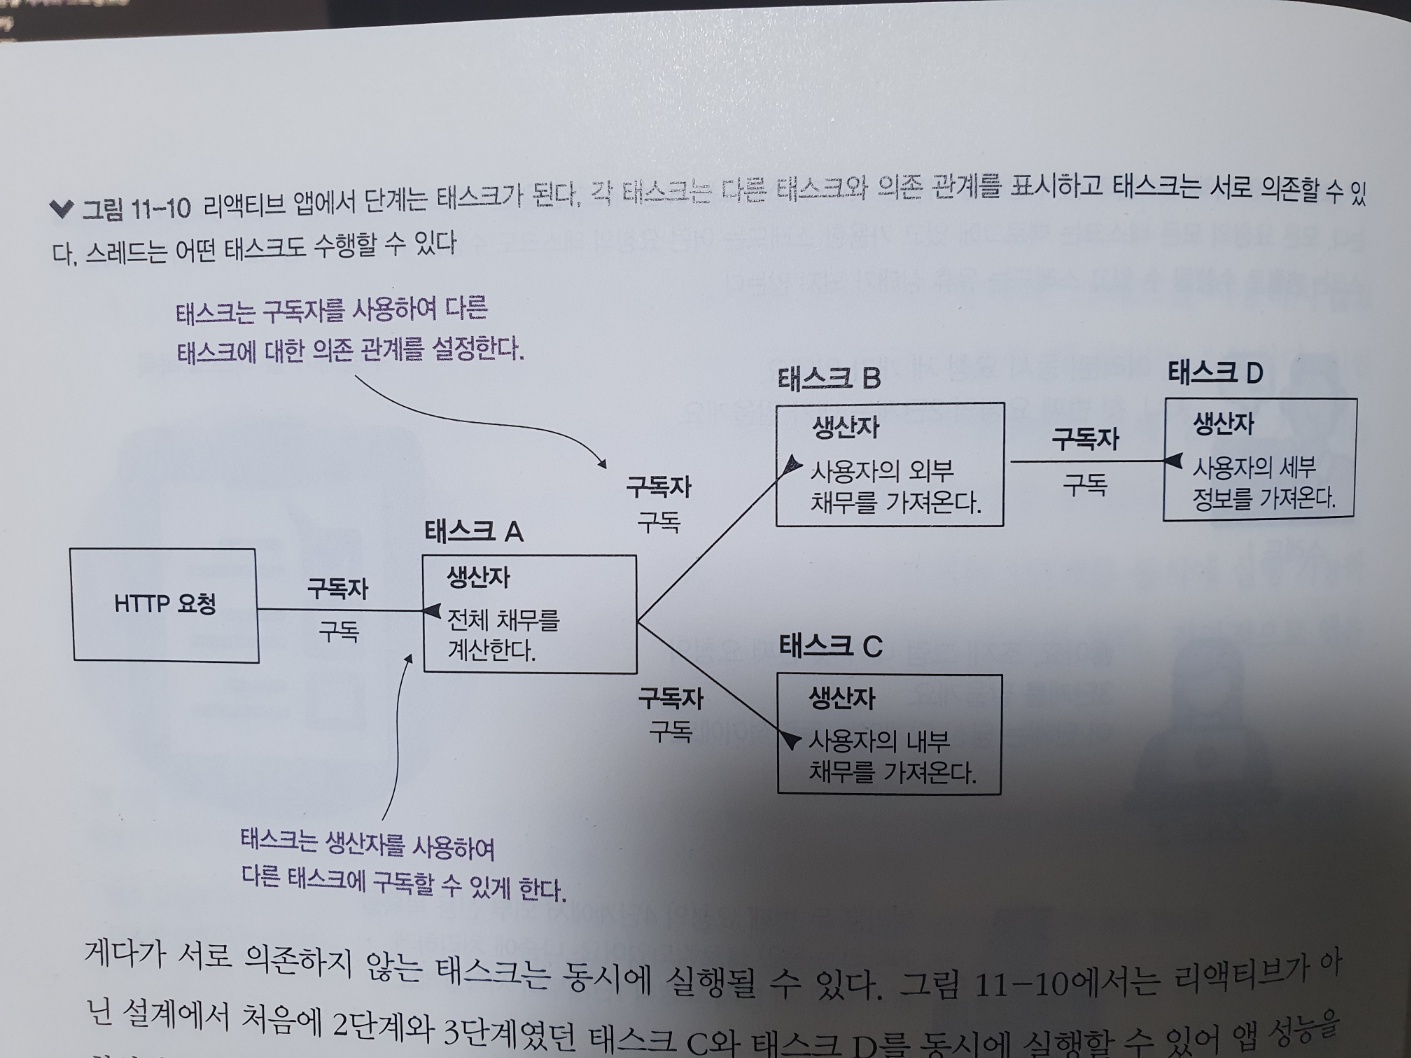 그림 11-10 리액티브 앱에서 단계는 태스크가 된다. 각 태스크는 다른 태스크와 의존 관계를 표시하고 태스크는 서로 의존할 수 있
다. 스레드는 어떤 태스크도 수행할 수 있다
태스크는 구독자를 사용하여 다른
태스크에 대한 의존 관계를 설정한다.
태스크 B
생산자
사용자의 외부
채무를 가져온다.
구독자
구독
태스크 D
생산자
사용자의 세부
정보를 가져온다.
구독자
구독
HTTP 요청
구독자
구독
태스크 A
생산자
전체 채무를
계산한다.
구독자
구독
태스크 C
생산자
사용자의 내부
채무를 가져온다.
태스크는 생산자를 사용하여
다른 태스크에 구독할 수 있게 한다.
게다가 서로 의존하지 않는 태스크는 동시에 실행될 수 있다. 그림 11-10에서는 리액티브가 아
닌 설계에서 처음에 2단계와 3단계였던 태스크 C와 태스크 D를 동시에 실행할 수 있어 앱 성능을